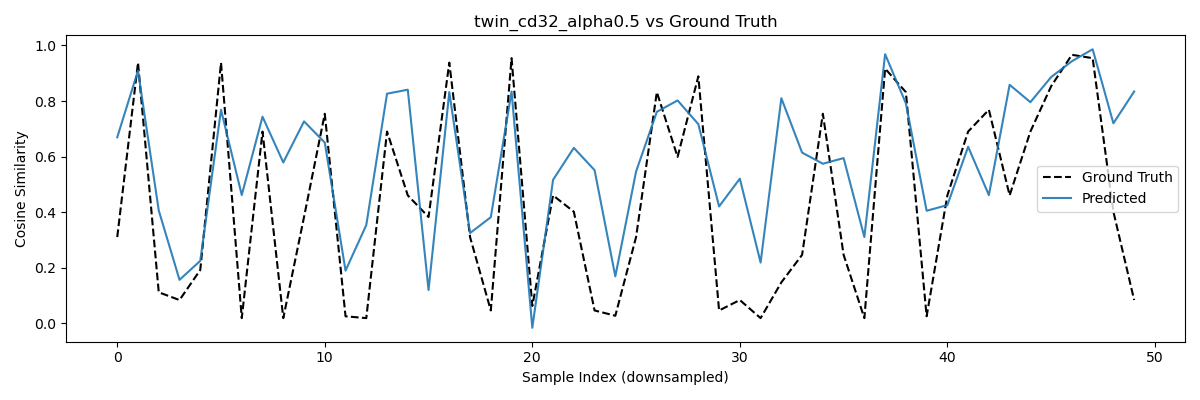 twin_cd32_alpha0.5 vs Ground Truth
Cosine Similarity
1.0
0.8
0.6
0.4
0.2
0.0
Ground Truth
Predicted
0 10 20 30 40 50
Sample Index (downsampled)